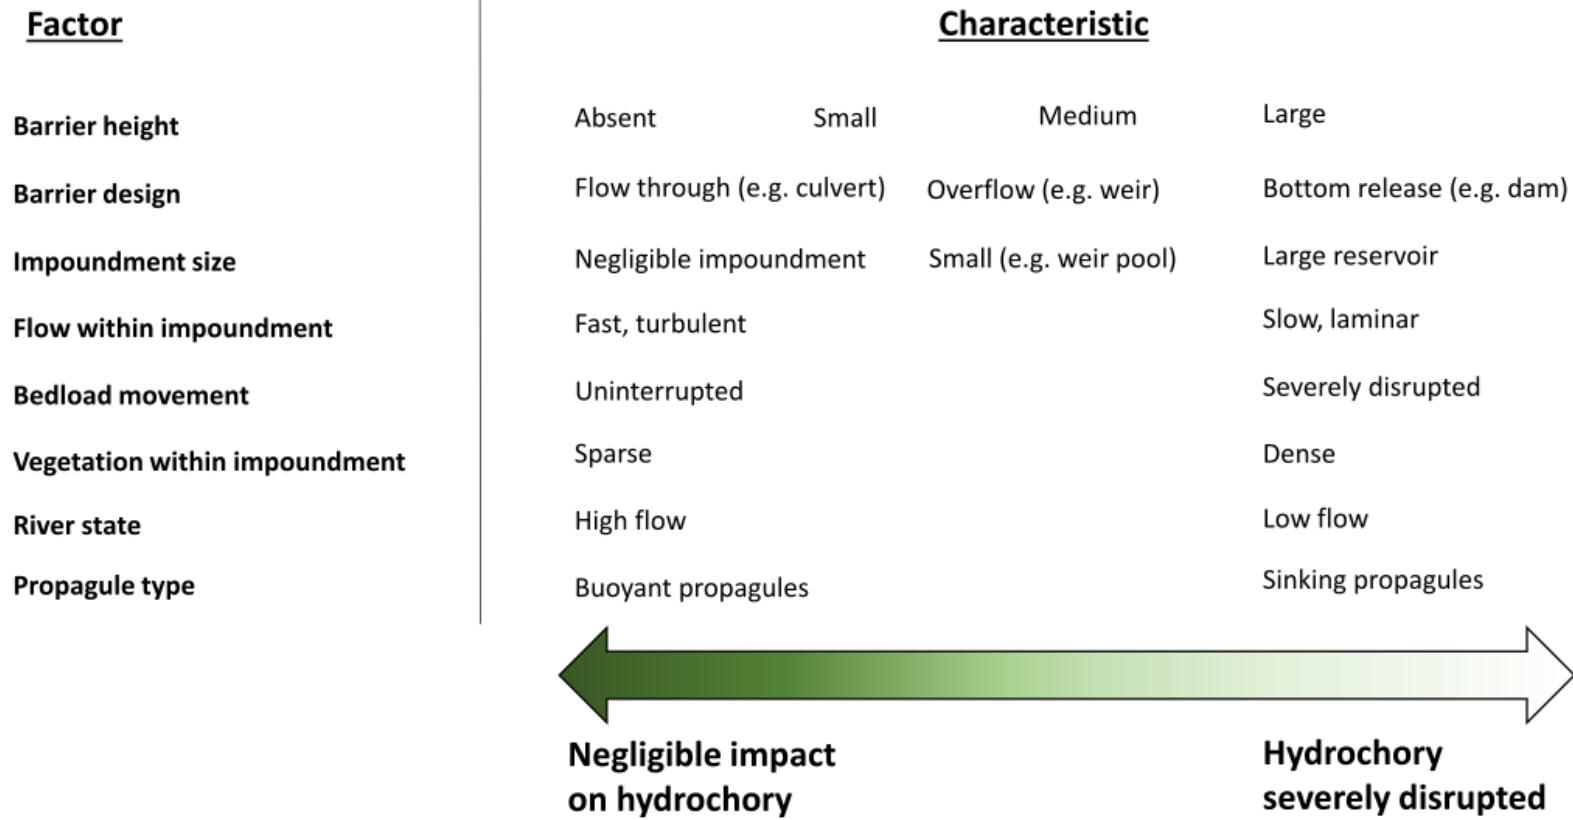 Factor Characteristic
Barrier height Absent Small Medium Large
Barrier design Flow through (e.g. culvert) Overflow (e.g. weir) Bottom release (e.g. dam)
Impoundment size Negligible impoundment Small (e.g. weir pool) Large reservoir
Flow within impoundment Fast, turbulent Slow, laminar
Bedload movement Uninterrupted Severely disrupted
Vegetation within impoundment Sparse Dense
River state High flow Low flow
Propagule type Buoyant propagules Sinking propagules
Negligible impact
on hydrochory
Hydrochory
severely disrupted